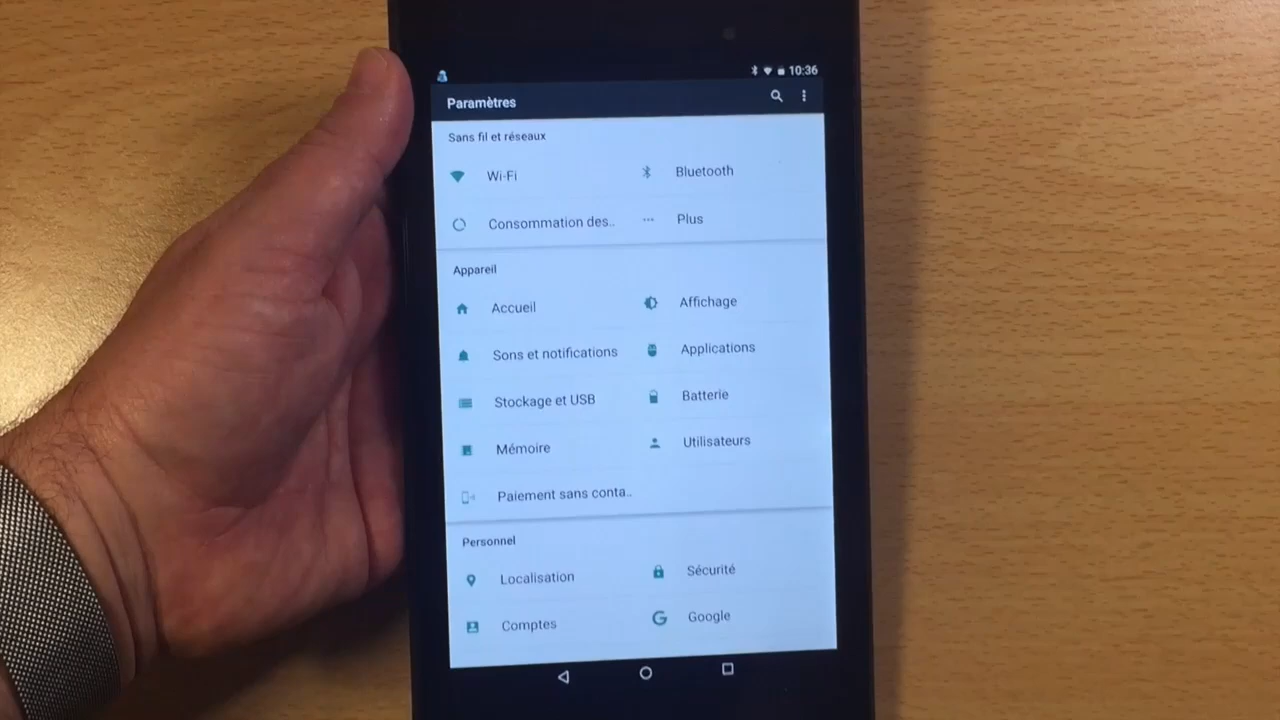 10:36
Paramètres
Sans fil et réseaux
Wi-Fi
Bluetooth
Consommation des..
Plus
Appareil
Accueil
Affichage
Sons et notifications
Applications
Stockage et USB
Batterie
Mémoire
Utilisateurs
Paiement sans conta..
Personnel
Localisation
Sécurité
Comptes
Google